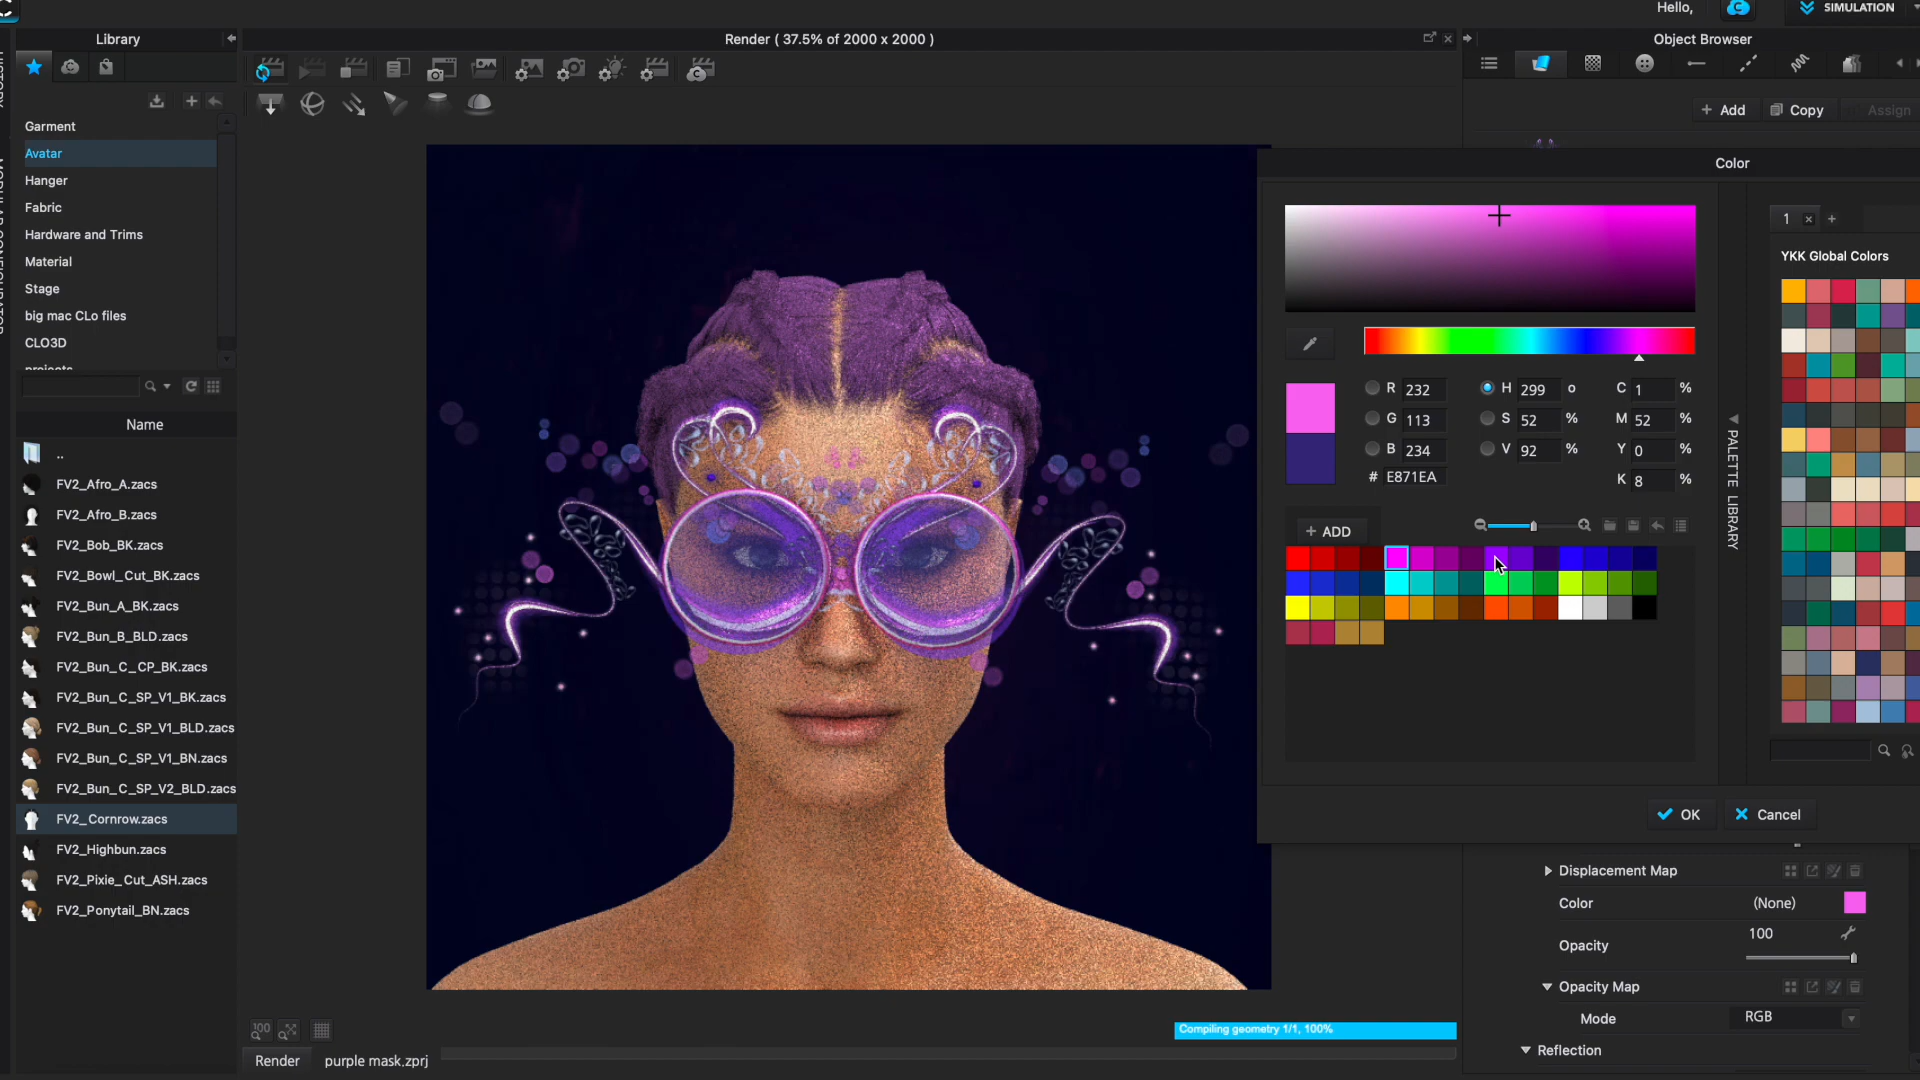 Hello,
SIMULATION
Library
Render ( 37.5% of 2000 x 2000 )
Object Browser
+ Add
Copy
Assign
Garment
Avatar
Hanger
Fabric
Hardware and Trims
Material
Stage
big mac CLo files
CLO3D
projects
Name
..
FV2_Afro_A.zacs
FV2_Afro_B.zacs
FV2_Bob_BK.zacs
FV2_Bowl_Cut_BK.zacs
FV2_Bun_A_BK.zacs
FV2_Bun_B_BLD.zacs
FV2_Bun_C_CP_BK.zacs
FV2_Bun_C_SP_V1_BK.zacs
FV2_Bun_C_SP_V1_BLD.zacs
FV2_Bun_C_SP_V1_BN.zacs
FV2_Bun_C_SP_V2_BLD.zacs
FV2_Cornrow.zacs
FV2_Highbun.zacs
FV2_Pixie_Cut_ASH.zacs
FV2_Ponytail_BN.zacs
Color
1
+
YKK Global Colors
R 232
H 299 o
C 1 %
G 113
S 52 %
M 52 %
B 234
V 92 %
Y 0 %
# E871EA
K 8 %
+ ADD
PALETTE LIBRARY
OK
Cancel
Displacement Map
Color
(None)
Opacity
100
Opacity Map
Mode
RGB
Reflection
100
Compiling geometry 1/1, 100%
Render
purple mask.zprj